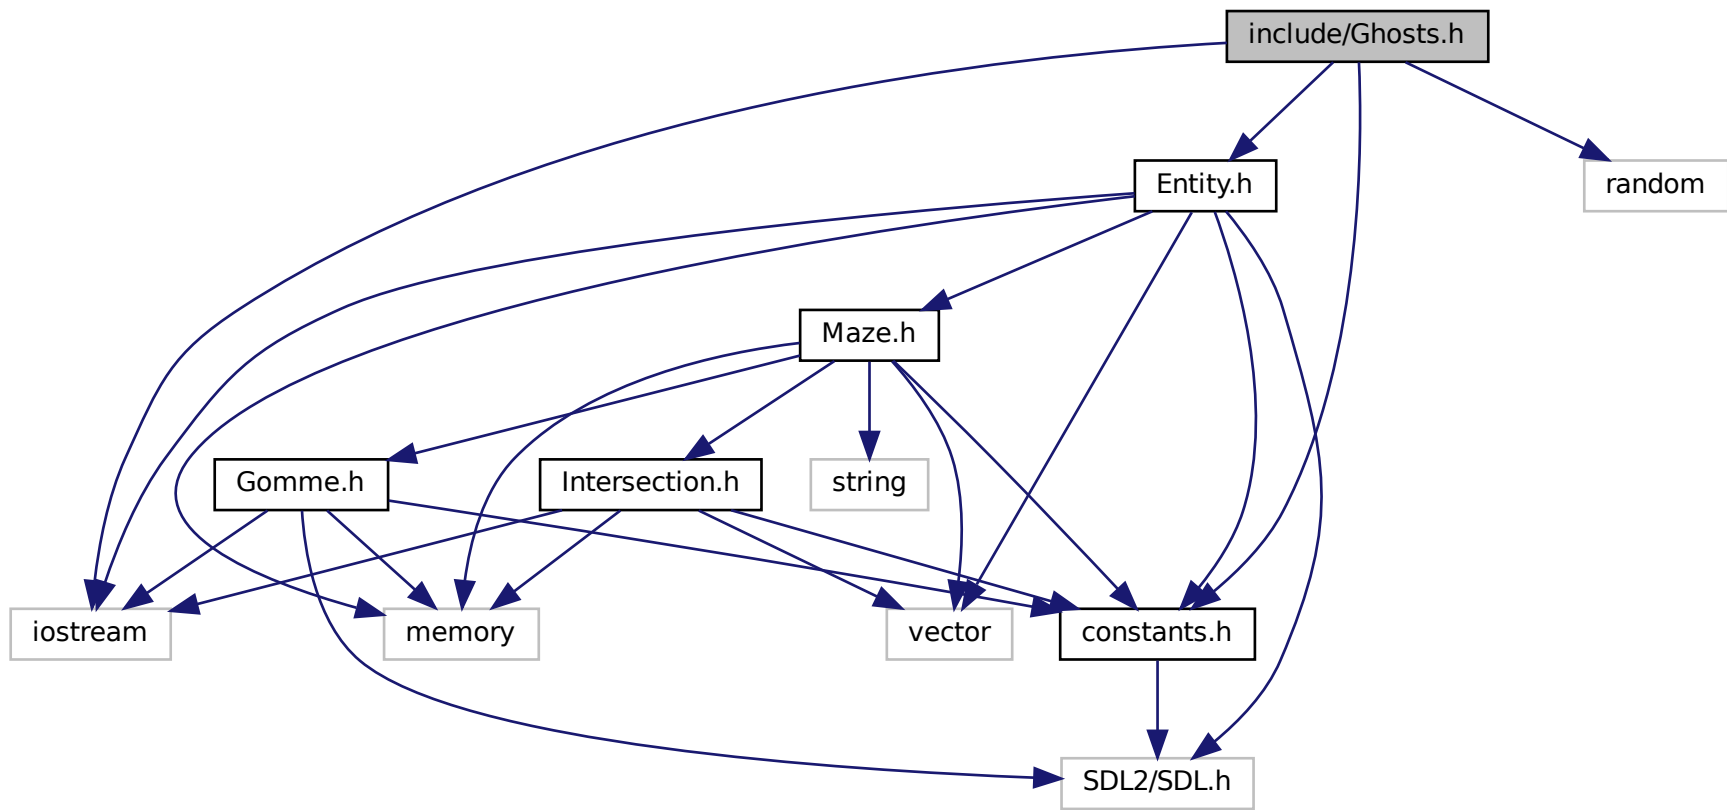 include/Ghosts.h
Entity.h
random
Maze.h
Gomme.h
Intersection.h
string
iostream
memory
vector
constants.h
SDL2/SDL.h